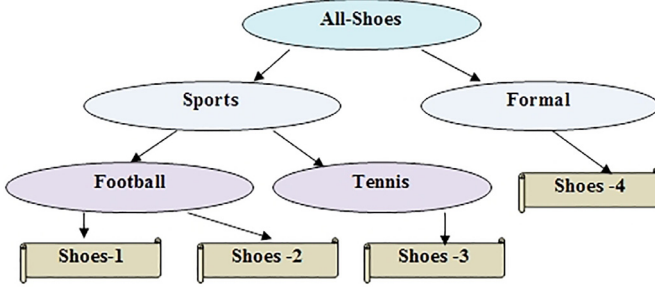 All-Shoes
Sports
Formal
Football
Tennis
Shoes -4
Shoes-1
Shoes -2
Shoes -3